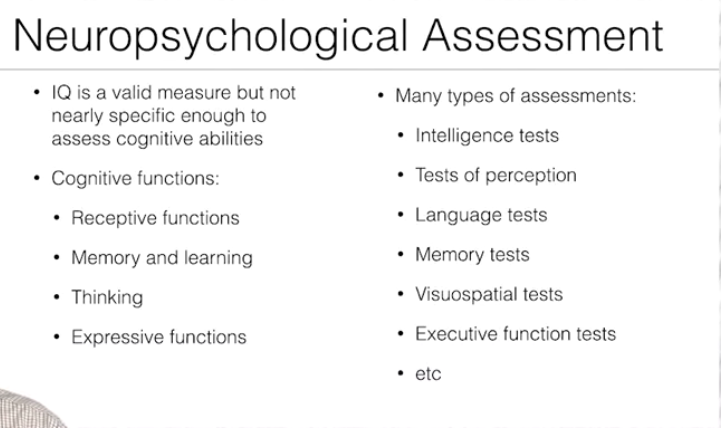 Neuropsychological Assessment
• IQ is a valid measure but not
nearly specific enough to
assess cognitive abilities
• Cognitive functions:
• Receptive functions
• Memory and learning
• Thinking
• Expressive functions
• Many types of assessments:
• Intelligence tests
• Tests of perception
• Language tests
• Memory tests
• Visuospatial tests
• Executive function tests
• etc